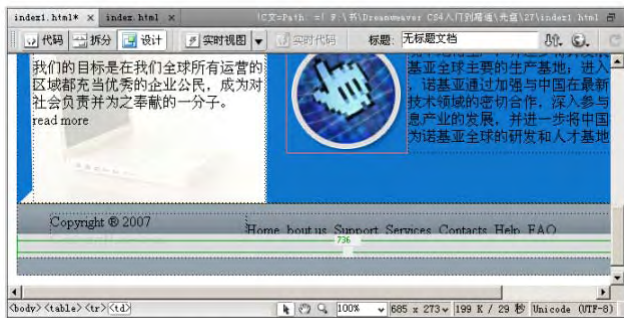 index1.html* × index.html ×
代码 拆分 设计 实时视图 实时代码 标题: 无标题文档
我们的目标是在我们全球所有运营的
区域都充当优秀的企业公民，成为对
社会负责并为之奉献的一分子。
read more
基亚全球主要的生产基地；进入
，诺基亚通过加强与中国在最新
技术领域的密切合作，深入参与
息产业的发展，并进一步将中国
为诺基亚全球的研发和人才基地
Copyright ® 2007
Home bout us Support Services Contacts Help FAQ
736
<body> <table> <tr> <td> 100% 685 x 273 199 K / 29 秒 Unicode (UTF-8)